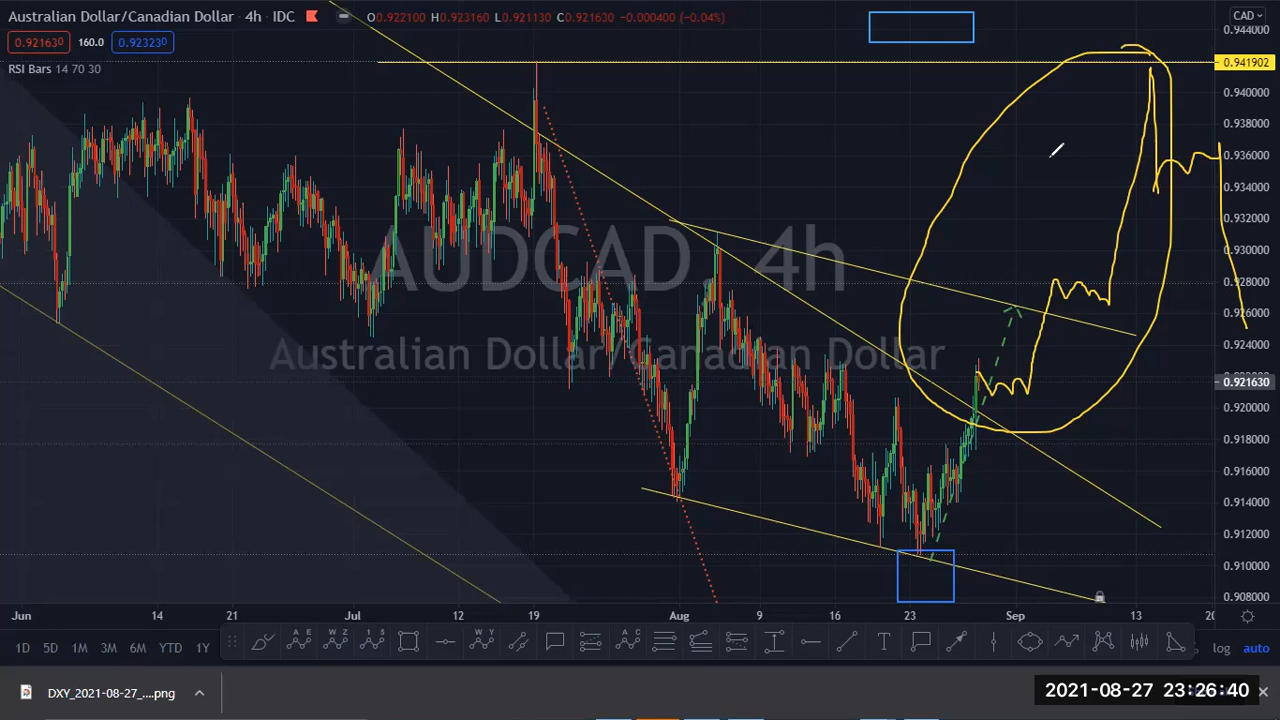 Australian Dollar/Canadian Dollar · 4h · IDC O0.922100 H0.923160 L0.921130 C0.921630 -0.000400 (-0.04%) CAD
0.921630 160.0 0.923230
RSI Bars 14 70 30
0.944000
0.941902
0.940000
0.938000
0.936000
0.934000
0.932000
0.930000
0.928000
0.926000
0.924000
0.921630
0.920000
0.918000
0.916000
0.914000
0.912000
0.910000
0.908000
AUDCAD, 4h
Australian Dollar/Canadian Dollar
Jun 14 21 Jul 12 19 Aug 9 16 23 Sep 13 20
1D 5D 1M 3M 6M YTD 1Y log auto
DXY_2021-08-27_....png
2021-08-27 23:26:40